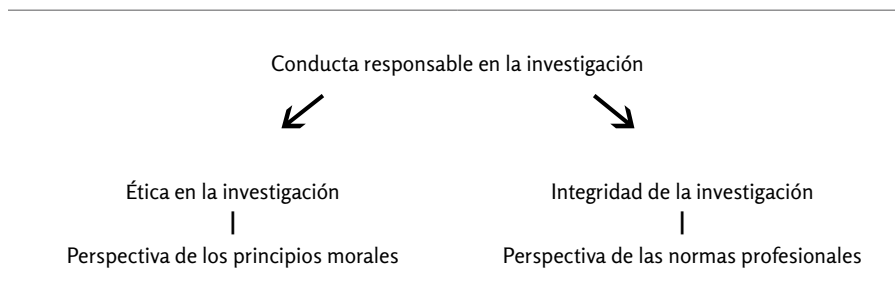 Conducta responsable en la investigación
Ética en la investigación
Integridad de la investigación
Perspectiva de los principios morales
Perspectiva de las normas profesionales